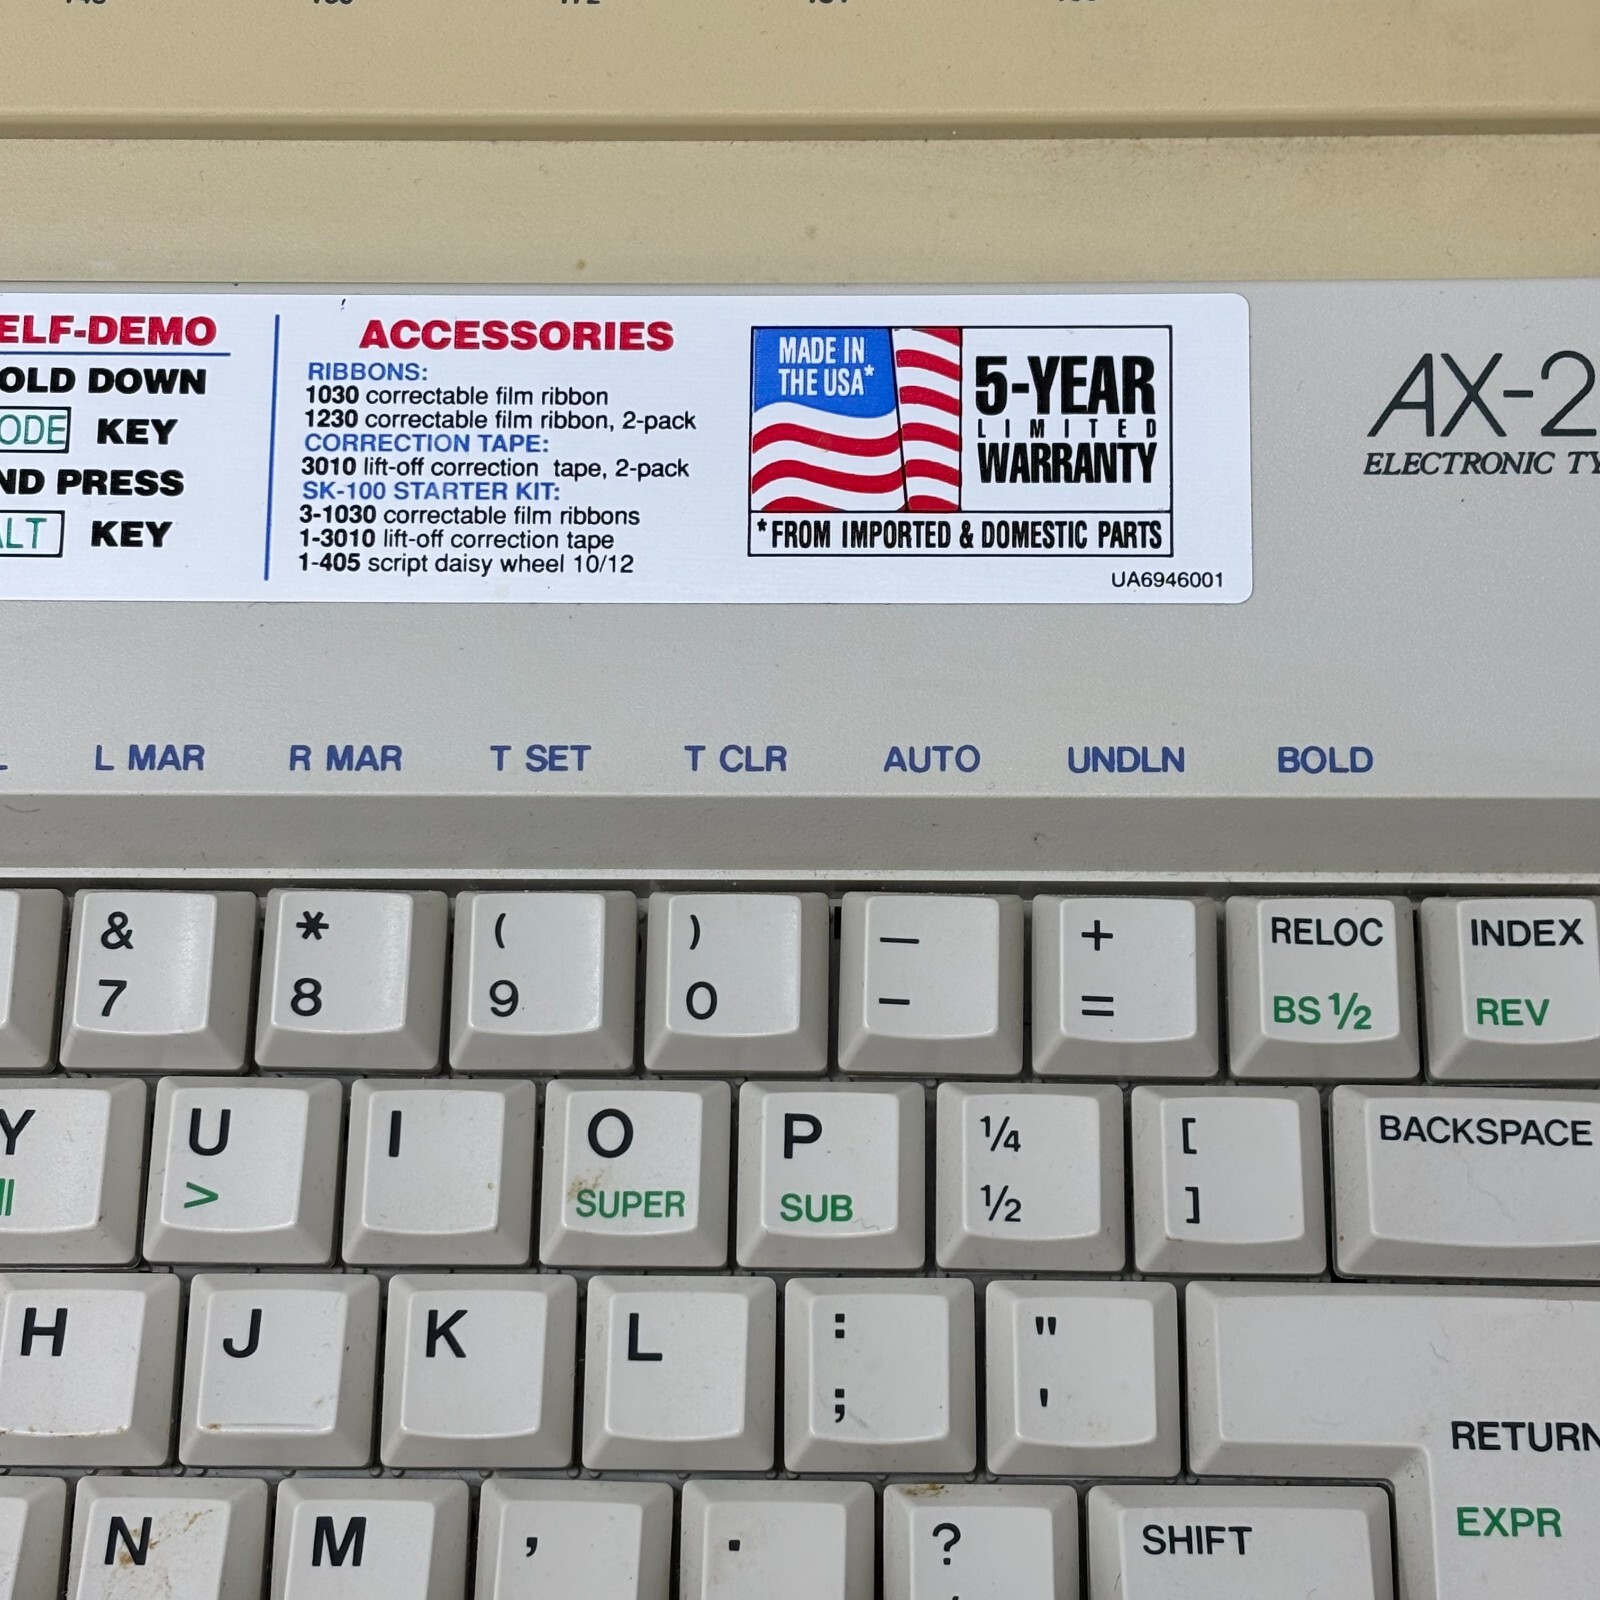 ELF-DEMO
OLD DOWN
ODE KEY
ND PRESS
ALT KEY
ACCESSORIES
RIBBONS:
1030 correctable film ribbon
1230 correctable film ribbon, 2-pack
CORRECTION TAPE:
3010 lift-off correction tape, 2-pack
SK-100 STARTER KIT:
3-1030 correctable film ribbons
1-3010 lift-off correction tape
1-405 script daisy wheel 10/12
MADE IN
THE USA*
5-YEAR
LIMITED
WARRANTY
*FROM IMPORTED & DOMESTIC PARTS
UA6946001
AX-2
ELECTRONIC TY
L MAR R MAR T SET T CLR AUTO UNDLN BOLD
& * ( ) — + RELOC INDEX
7 8 9 0 - = BS ½ REV
Y U I O P ¼ [ BACKSPACE
> SUPER SUB ½ ]
H J K L : "
; '
RETURN
EXPR
N M , . ? SHIFT